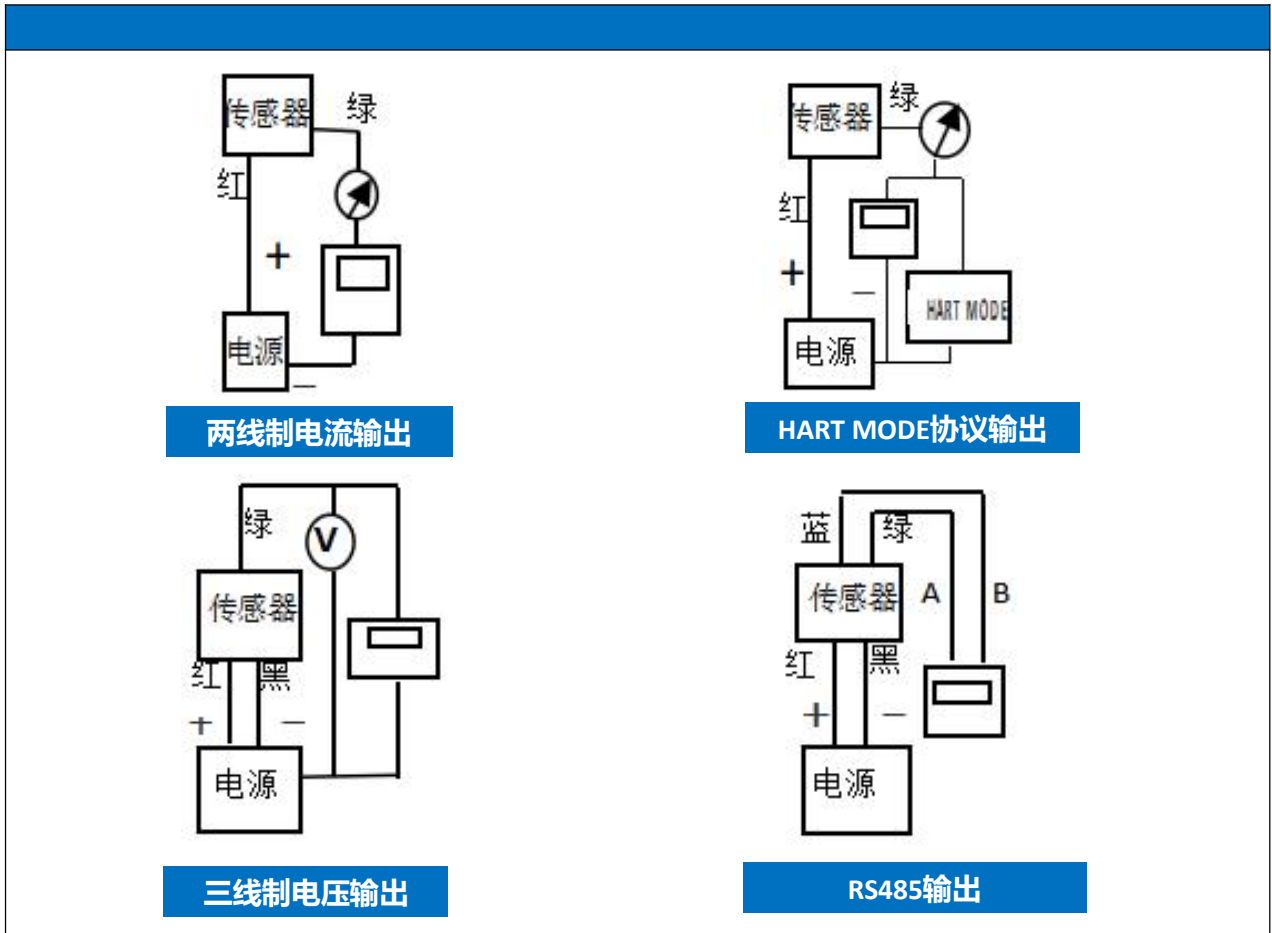 传感器
绿
红
+
电源
—
两线制电流输出
传感器
绿
红
+
—
HART MODE
电源
HART MODE协议输出
绿
V
传感器
红
黑
+
—
电源
三线制电压输出
蓝
绿
传感器
A
B
红
黑
+
—
电源
RS485输出